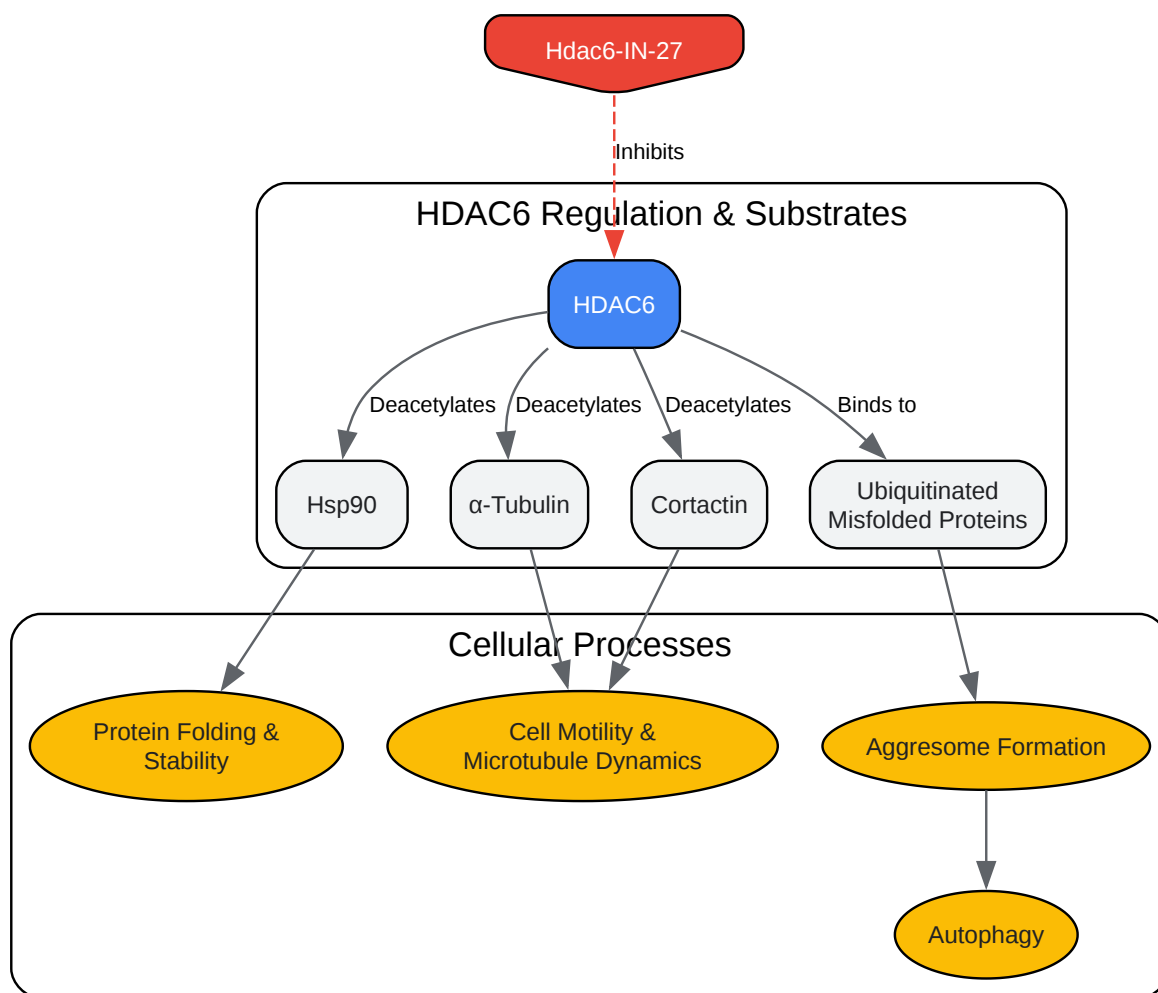 Hdac6-IN-27
Inhibits
HDAC6 Regulation & Substrates
HDAC6
Deacetylates
Deacetylates
Deacetylates
Binds to
Hsp90
α-Tubulin
Cortactin
Ubiquitinated
Misfolded Proteins
Cellular Processes
Protein Folding &
Stability
Cell Motility &
Microtubule Dynamics
Aggresome Formation
Autophagy